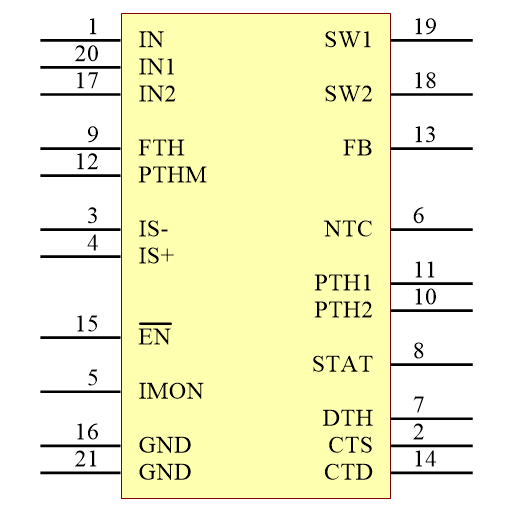 1 IN SW1 19
20 IN1
17 IN2 SW2 18
9 FTH FB 13
12 PTHM
3 IS- NTC 6
4 IS+
PTH1 11
PTH2 10
15 EN
STAT 8
5 IMON
DTH 7
16 GND CTS 2
21 GND CTD 14